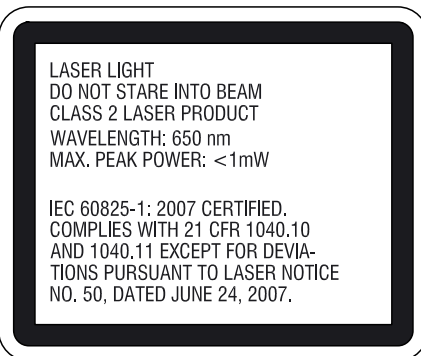 LASER LIGHT
DO NOT STARE INTO BEAM
CLASS 2 LASER PRODUCT
WAVELENGTH: 650 nm
MAX. PEAK POWER: <1mW
IEC 60825-1: 2007 CERTIFIED.
COMPLIES WITH 21 CFR 1040.10
AND 1040.11 EXCEPT FOR DEVIA-
TIONS PURSUANT TO LASER NOTICE
NO. 50, DATED JUNE 24, 2007.